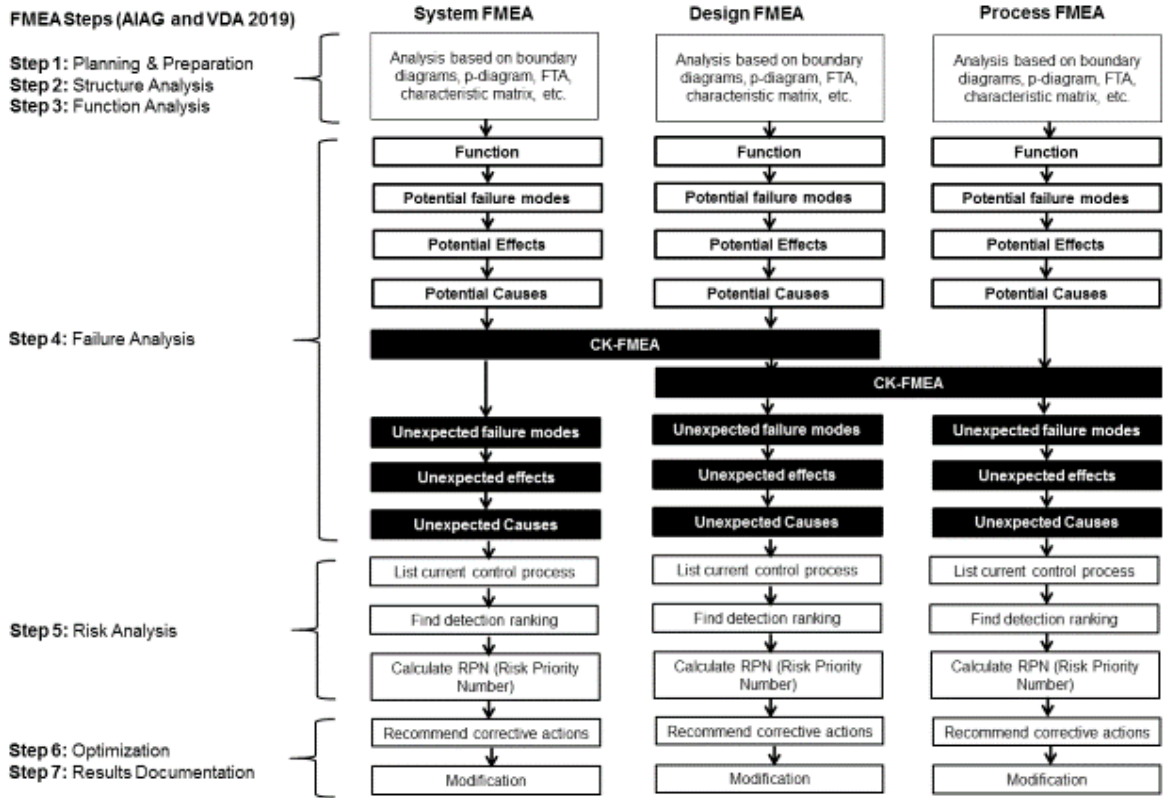 FMEA Steps (AIAG and VDA 2019)
System FMEA
Design FMEA
Process FMEA
Step 1: Planning & Preparation
Step 2: Structure Analysis
Step 3: Function Analysis
Analysis based on boundary
diagrams, p-diagram, FTA,
characteristic matrix, etc.
Analysis based on boundary
diagrams, p-diagram, FTA,
characteristic matrix, etc.
Analysis based on boundary
diagrams, p-diagram, FTA,
characteristic matrix, etc.
Function
Function
Function
Potential failure modes
Potential failure modes
Potential failure modes
Potential Effects
Potential Effects
Potential Effects
Potential Causes
Potential Causes
Potential Causes
Step 4: Failure Analysis
CK-FMEA
CK-FMEA
Unexpected failure modes
Unexpected failure modes
Unexpected failure modes
Unexpected effects
Unexpected effects
Unexpected effects
Unexpected Causes
Unexpected Causes
Unexpected Causes
List current control process
List current control process
List current control process
Step 5: Risk Analysis
Find detection ranking
Find detection ranking
Find detection ranking
Calculate RPN (Risk Priority
Number)
Calculate RPN (Risk Priority
Number)
Calculate RPN (Risk Priority
Number)
Step 6: Optimization
Step 7: Results Documentation
Recommend corrective actions
Recommend corrective actions
Recommend corrective actions
Modification
Modification
Modification